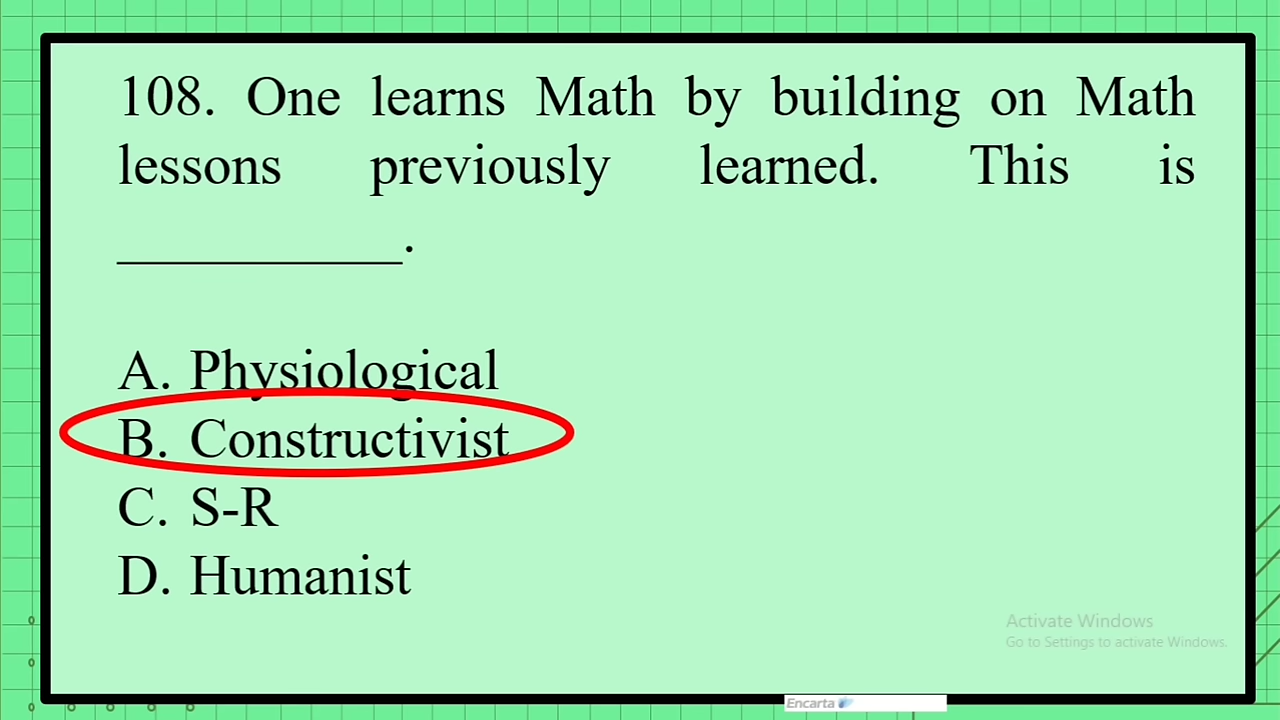 108. One learns Math by building on Math
lessons previously learned. This is
___________.
A. Physiological
B. Constructivist
C. S-R
D. Humanist
Activate Windows
Go to Settings to activate Windows.
Encarta